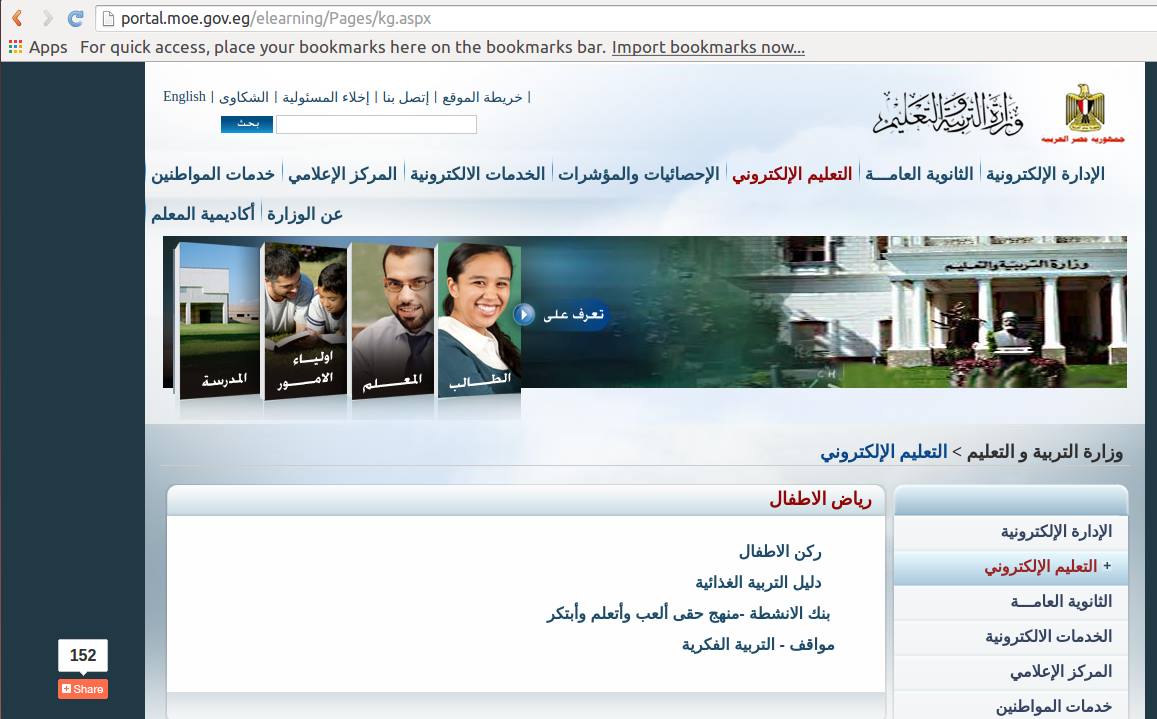 portal.moe.gov.eg/elearning/Pages/kg.aspx
Apps For quick access, place your bookmarks here on the bookmarks bar. Import bookmarks now...
| خريطة الموقع | إتصل بنا | إخلاء المسئولية | الشكاوى | English
بحث
وزارة التربية والتعليم
جمهورية مصر العربية
الإدارة الإلكترونية الثانوية العامـــة التعليم الإلكتروني الإحصائيات والمؤشرات الخدمات الالكترونية المركز الإعلامي خدمات المواطنين
عن الوزارة أكاديمية المعلم
وزارة التربية والتعليم
تعرف على
الطـــالب
المـعـــلـم
اوليـــاء
الامـــور
المدرسة
وزارة التربية و التعليم > التعليم الإلكتروني
رياض الاطفال
ركن الاطفال
دليل التربية الغذائية
بنك الانشطة -منهج حقى ألعب وأتعلم وأبتكر
مواقف - التربية الفكرية
الإدارة الإلكترونية
+ التعليم الإلكتروني
الثانوية العامـــة
الخدمات الالكترونية
المركز الإعلامي
خدمات المواطنين
152
Share